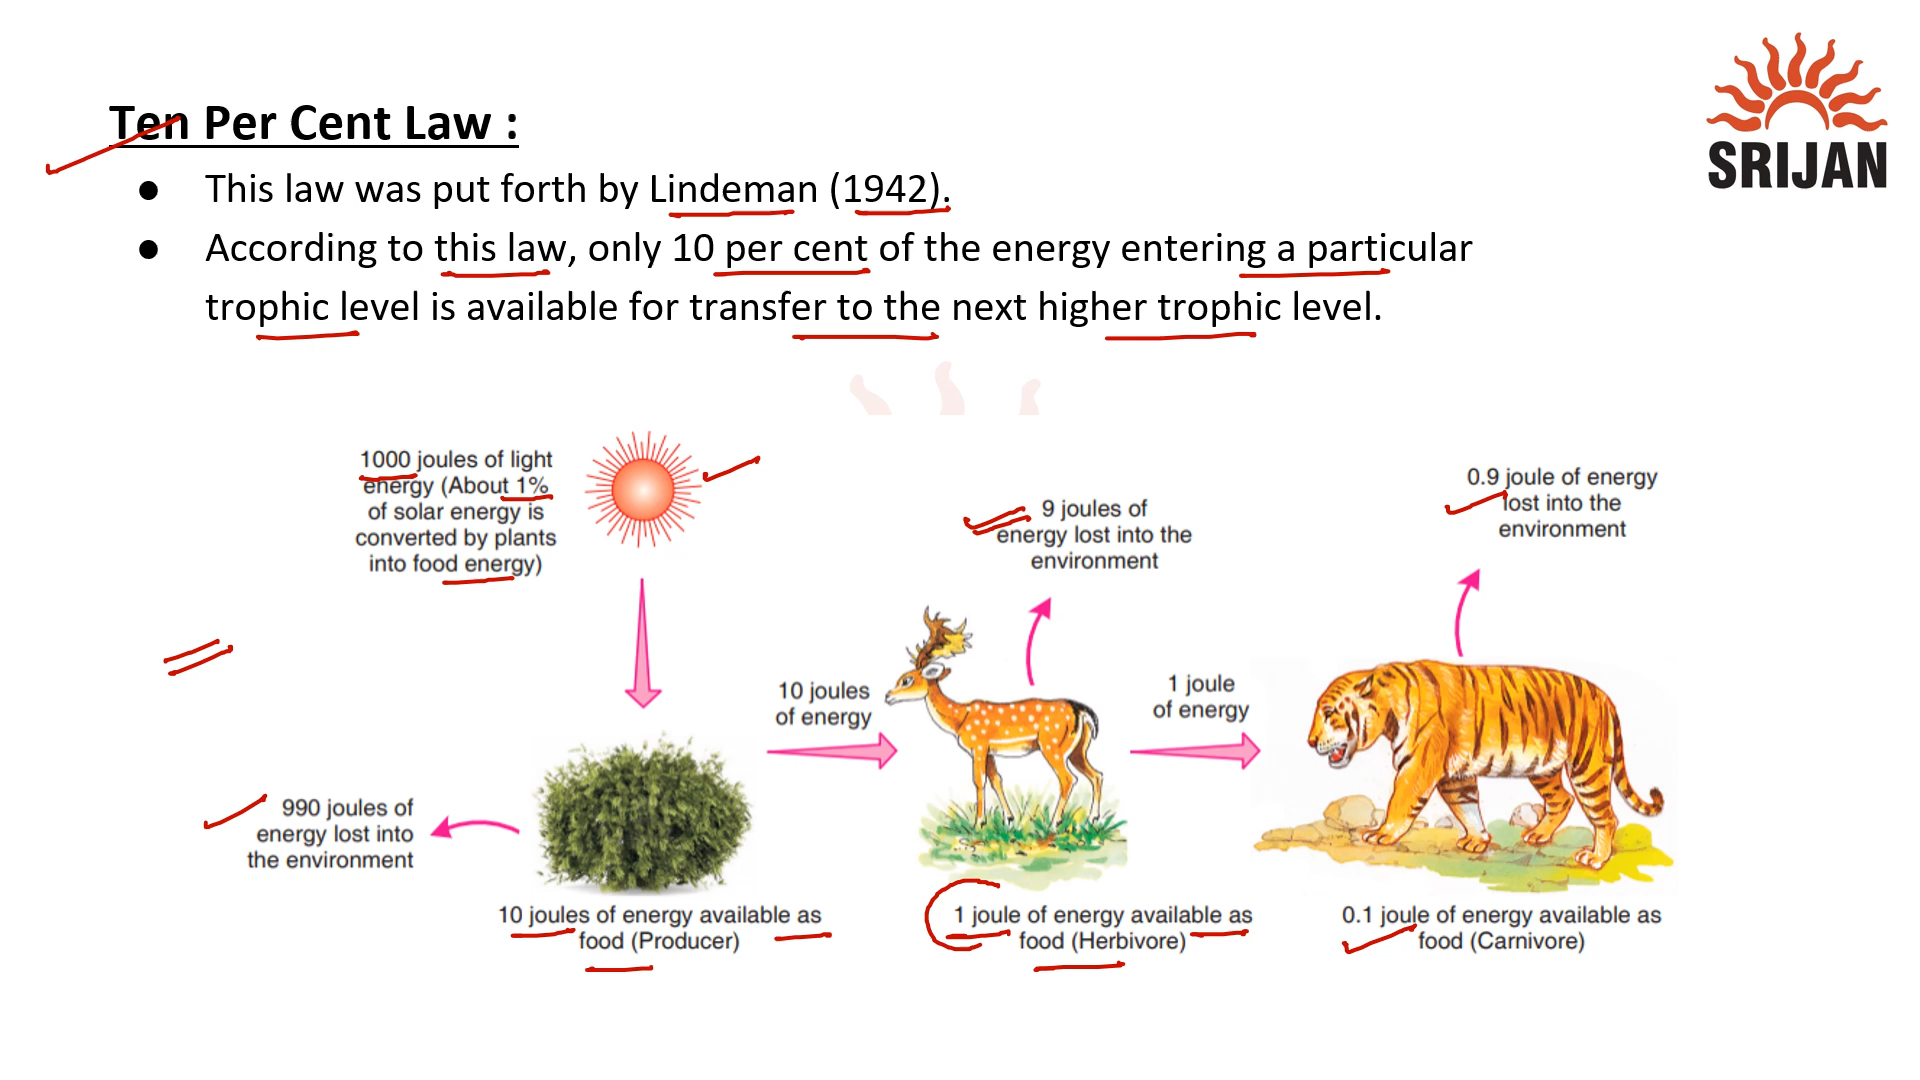 Ten Per Cent Law :
SRIJAN
● This law was put forth by Lindeman (1942).
● According to this law, only 10 per cent of the energy entering a particular
trophic level is available for transfer to the next higher trophic level.
1000 joules of light
energy (About 1%
of solar energy is
converted by plants
into food energy)
9 joules of
energy lost into the
environment
0.9 joule of energy
lost into the
environment
10 joules
of energy
1 joule
of energy
990 joules of
energy lost into
the environment
10 joules of energy available as
food (Producer)
1 joule of energy available as
food (Herbivore)
0.1 joule of energy available as
food (Carnivore)